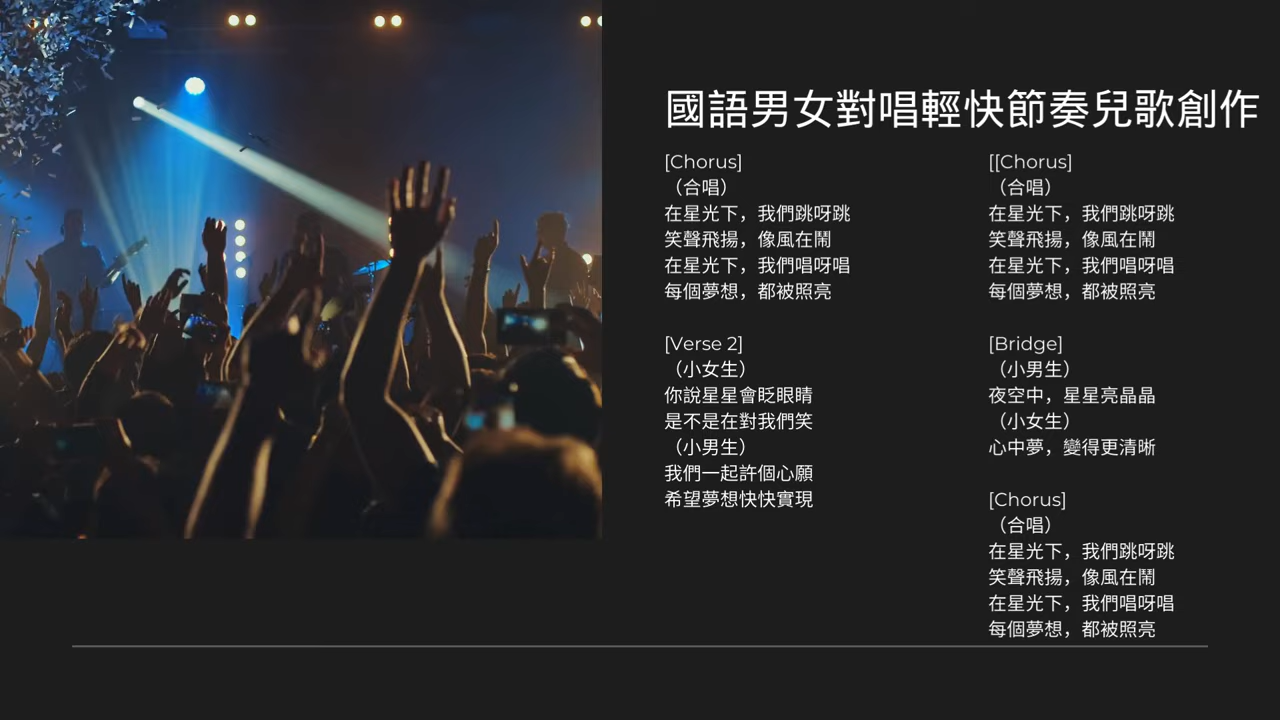 國語男女對唱輕快節奏兒歌創作
[Chorus]
（合唱）
在星光下，我們跳呀跳
笑聲飛揚，像風在鬧
在星光下，我們唱呀唱
每個夢想，都被照亮
[Verse 2]
（小女生）
你說星星會眨眼睛
是不是在對我們笑
（小男生）
我們一起許個心願
希望夢想快快實現
[[Chorus]
（合唱）
在星光下，我們跳呀跳
笑聲飛揚，像風在鬧
在星光下，我們唱呀唱
每個夢想，都被照亮
[Bridge]
（小男生）
夜空中，星星亮晶晶
（小女生）
心中夢，變得更清晰
[Chorus]
（合唱）
在星光下，我們跳呀跳
笑聲飛揚，像風在鬧
在星光下，我們唱呀唱
每個夢想，都被照亮